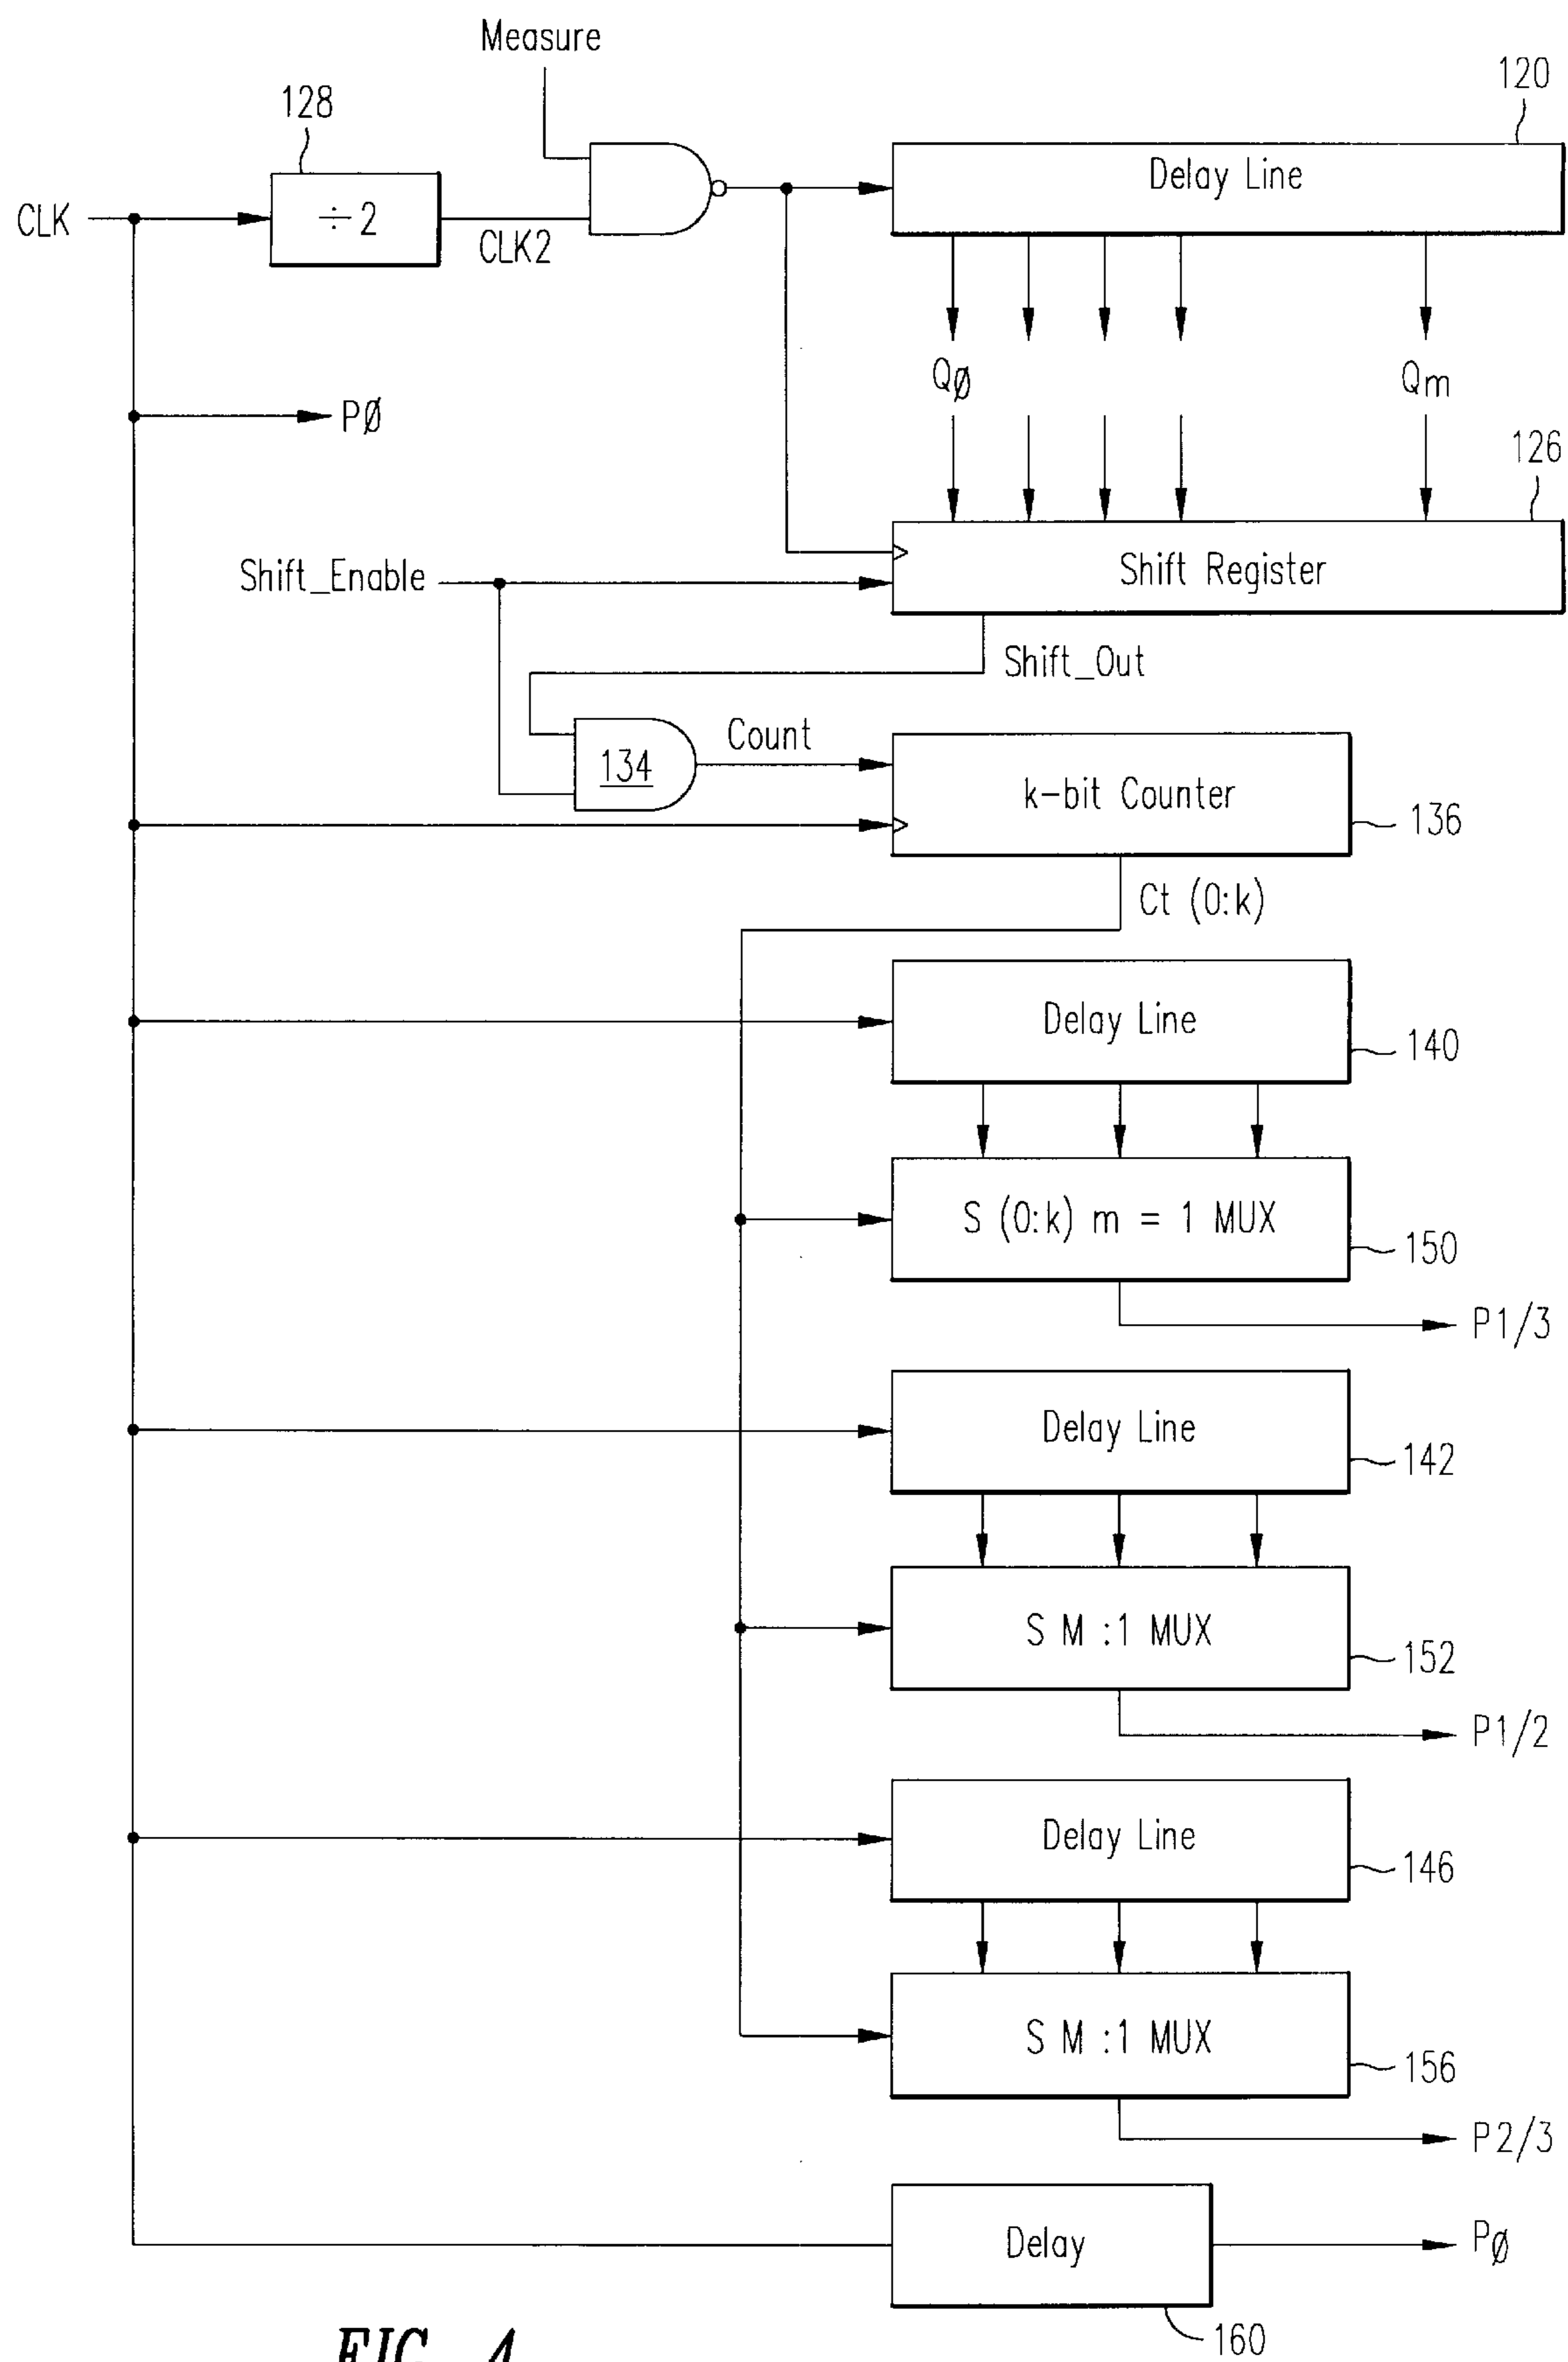 Measure
120
128
Delay Line
CLK
÷2
CLK2
QØ
Qm
PØ
126
Shift_Enable
Shift Register
Shift_Out
Count
134
k-bit Counter
136
Ct (0:k)
Delay Line
140
S (0:k) m = 1 MUX
150
P1/3
Delay Line
142
S M :1 MUX
152
P1/2
Delay Line
146
S M :1 MUX
156
P2/3
Delay
PØ
160
FIG. 4